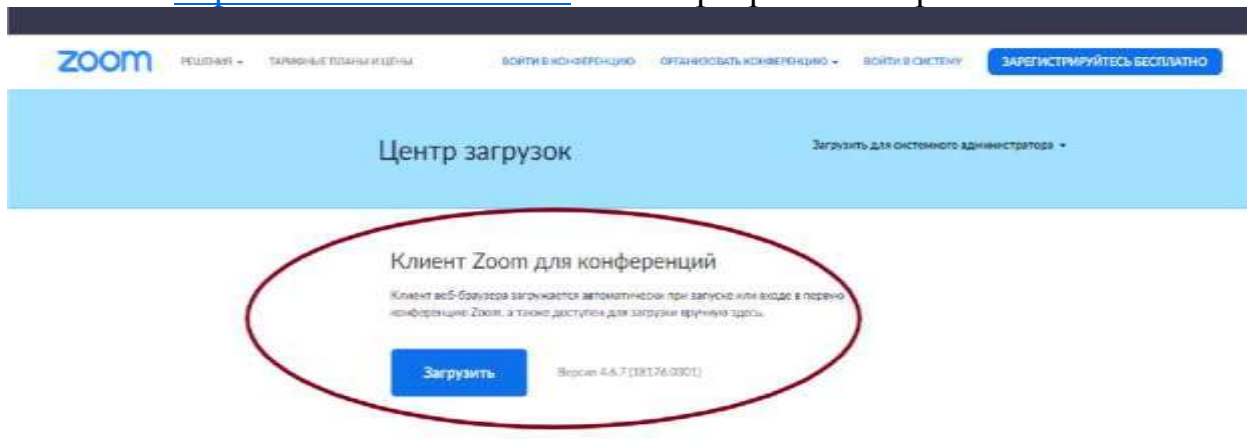 zoom РЕШЕНИЯ ТАРИФНЫЕ ПЛАНЫ И ЦЕНЫ ВОЙТИ В КОНФЕРЕНЦИЮ ОРГАНИЗОВАТЬ КОНФЕРЕНЦИЮ ВОЙТИ В СИСТЕМУ ЗАРЕГИСТРИРУЙТЕСЬ БЕСПЛАТНО
Центр загрузок Загрузить для системного администратора
Клиент Zoom для конференций
Клиент веб-браузера загружается автоматически при запуске или входе в первую
конференцию Zoom, а также доступен для загрузки вручную здесь.
Загрузить Версия 4.6.7 (18176.0301)